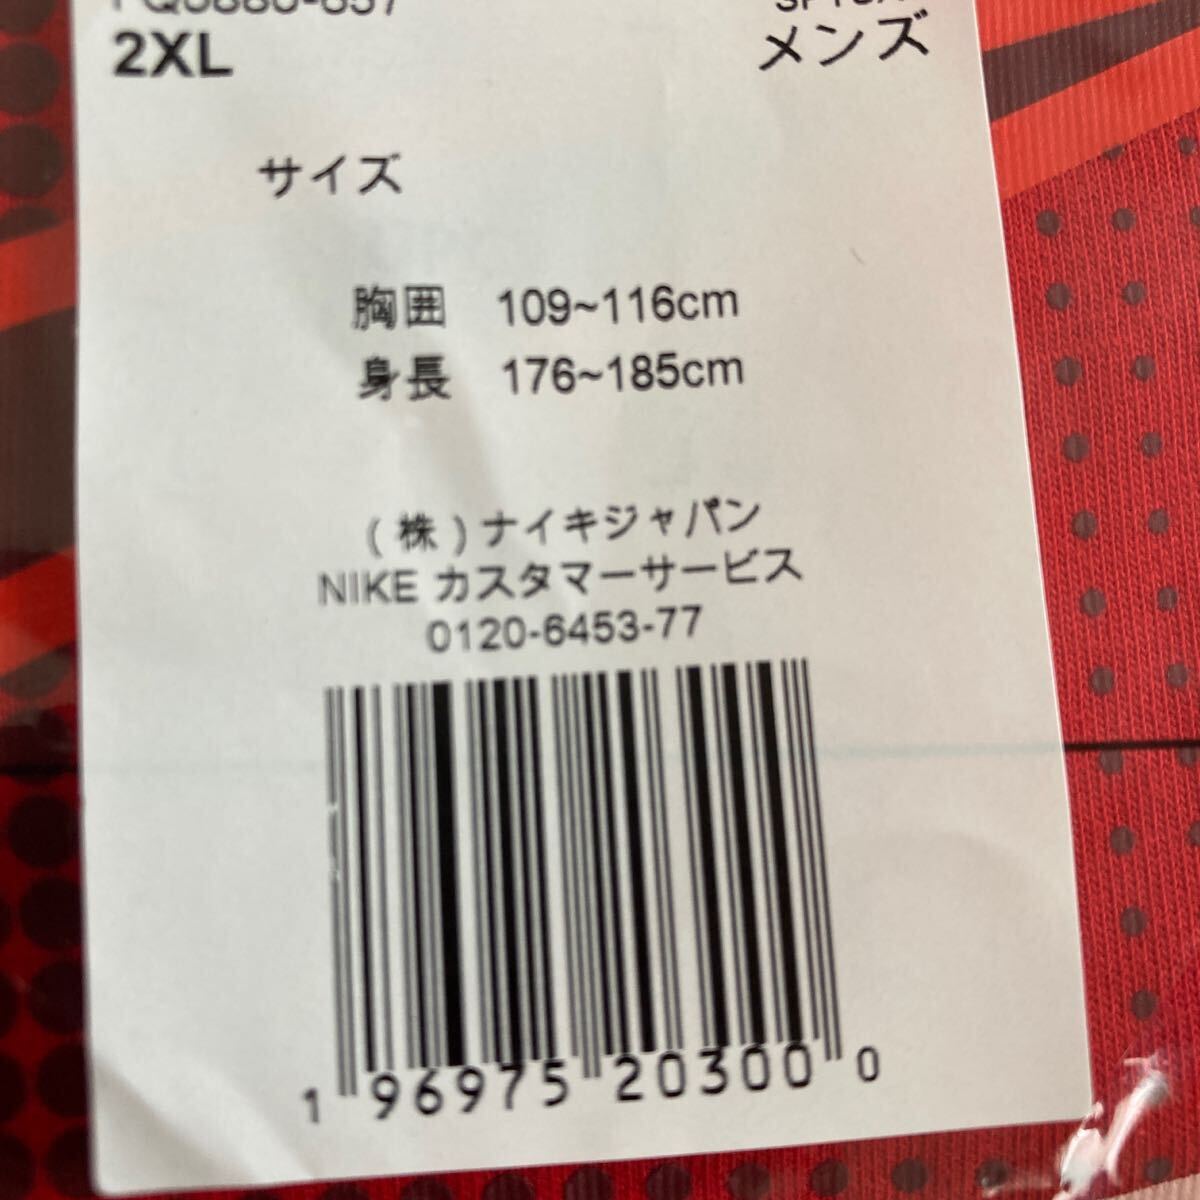 2XL
メンズ
サイズ
胸囲 109~116cm
身長 176~185cm
(株)ナイキジャパン
NIKE カスタマーサービス
0120-6453-77
1 96975 20300 0